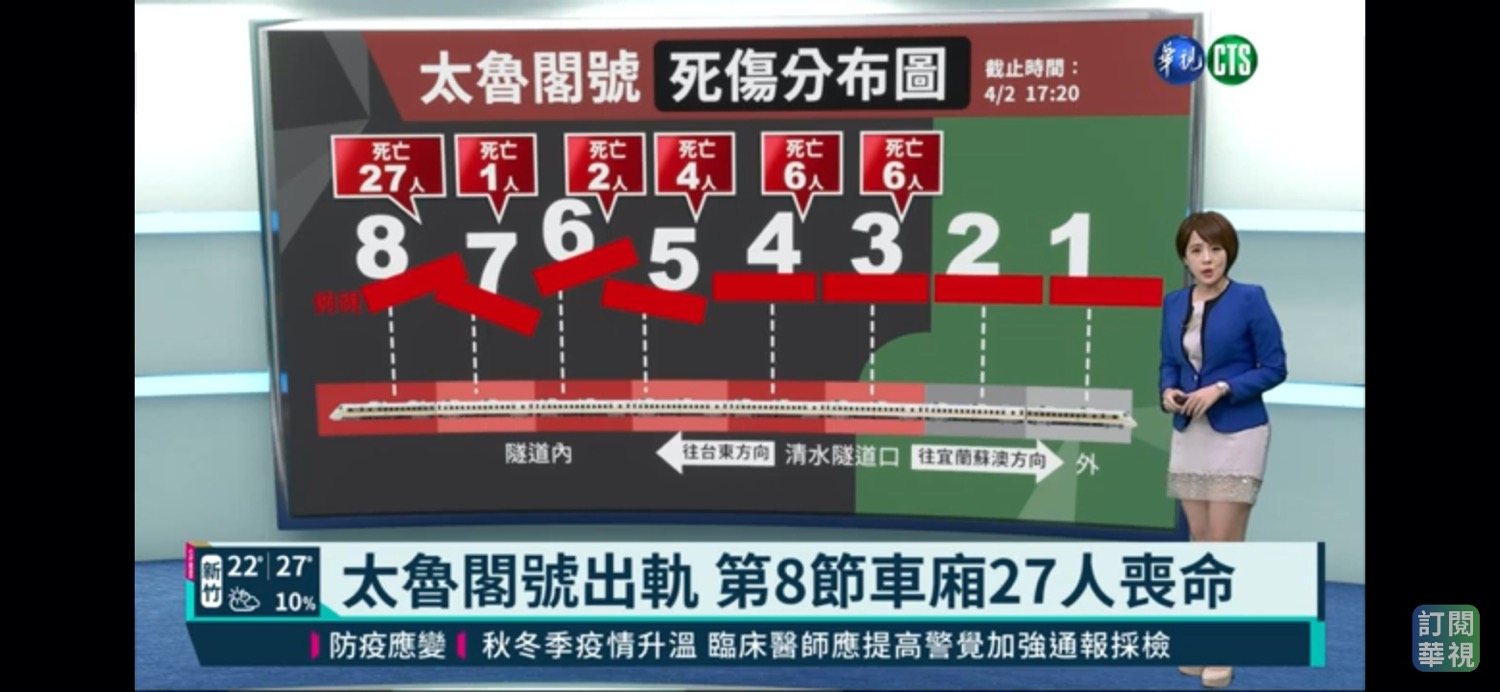 太魯閣號 死傷分布圖
截止時間：
4/2 17:20
華視 CTS
死亡
27人
死亡
1人
死亡
2人
死亡
4人
死亡
6人
死亡
6人
8 7 6 5 4 3 2 1
隧道內
往台東方向
清水隧道口
往宜蘭蘇澳方向
外
新竹
22° 27°
10%
太魯閣號出軌 第8節車廂27人喪命
防疫應變 秋冬季疫情升溫 臨床醫師應提高警覺加強通報採檢
訂閱
華視